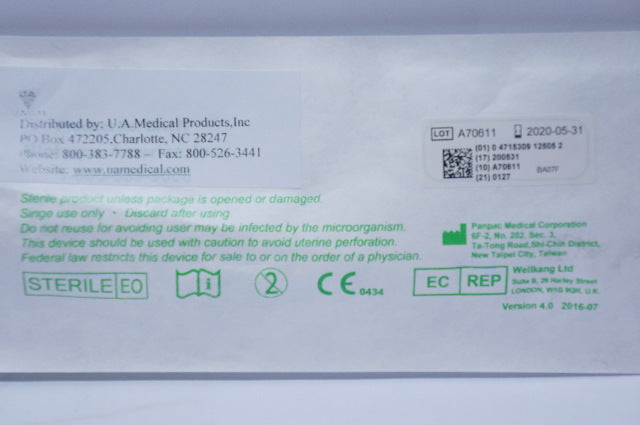 Distributed by: U.A.Medical Products,Inc
PO Box 472205,Charlotte, NC 28247
Phone: 800-383-7788 – Fax: 800-526-3441
Website: www.uamedical.com
LOT A70611 2020-05-31
(01) 0 4715309 12505 2
(17) 200531
(10) A70611
(21) 0127
BA07F
Sterile product unless package is opened or damaged.
Singe use only • Discard after using.
Do not reuse for avoiding user may be infected by the microorganism.
This device should be used with caution to avoid uterine perforation.
Federal law restricts this device for sale to or on the order of a physician.
Panpac Medical Corporation
6F-2, No. 202, Sec. 3,
Ta-Tong Road,Shi-Chih District,
New Taipei City, Taiwan
STERILE EO
i
2
CE 0434
EC REP
Wellkang Ltd
Suite B, 29 Harley Street
LONDON, W1G 9QR, U.K.
Version 4.0 2016-07